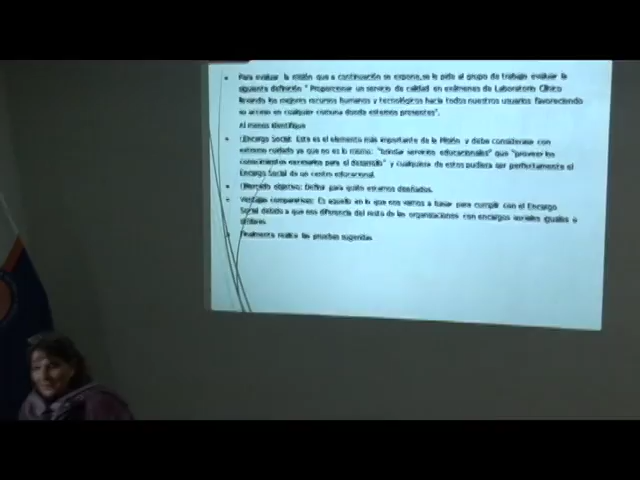 Para evaluar la misión que a continuación se expone, se le pide al grupo de trabajo evaluar la
siguiente definición " Proporcionar un servicio de calidad en exámenes de Laboratorio Clínico
llevando los mejores recursos humanos y tecnológicos hacia todos nuestros usuarios favoreciendo
su acceso en cualquier comuna donde estemos presentes".
Al menos identifique
Encargo Social: Este es el elemento más importante de la Misión y debe considerarse con
extremo cuidado ya que no es lo mismo: "brindar servicios educacionales" que "proveer los
conocimientos necesarios para el desarrollo" y cualquiera de estos pudiera ser perfectamente el
Encargo Social de un centro educacional.
Mercado objetivo: Define para quién estamos diseñados.
Ventajas comparativas: Es aquello en lo que nos vamos a basar para cumplir con el Encargo
Social debido a que nos diferencia del resto de las organizaciones con encargos sociales iguales o
similares
Finalmente realice las pruebas sugeridas